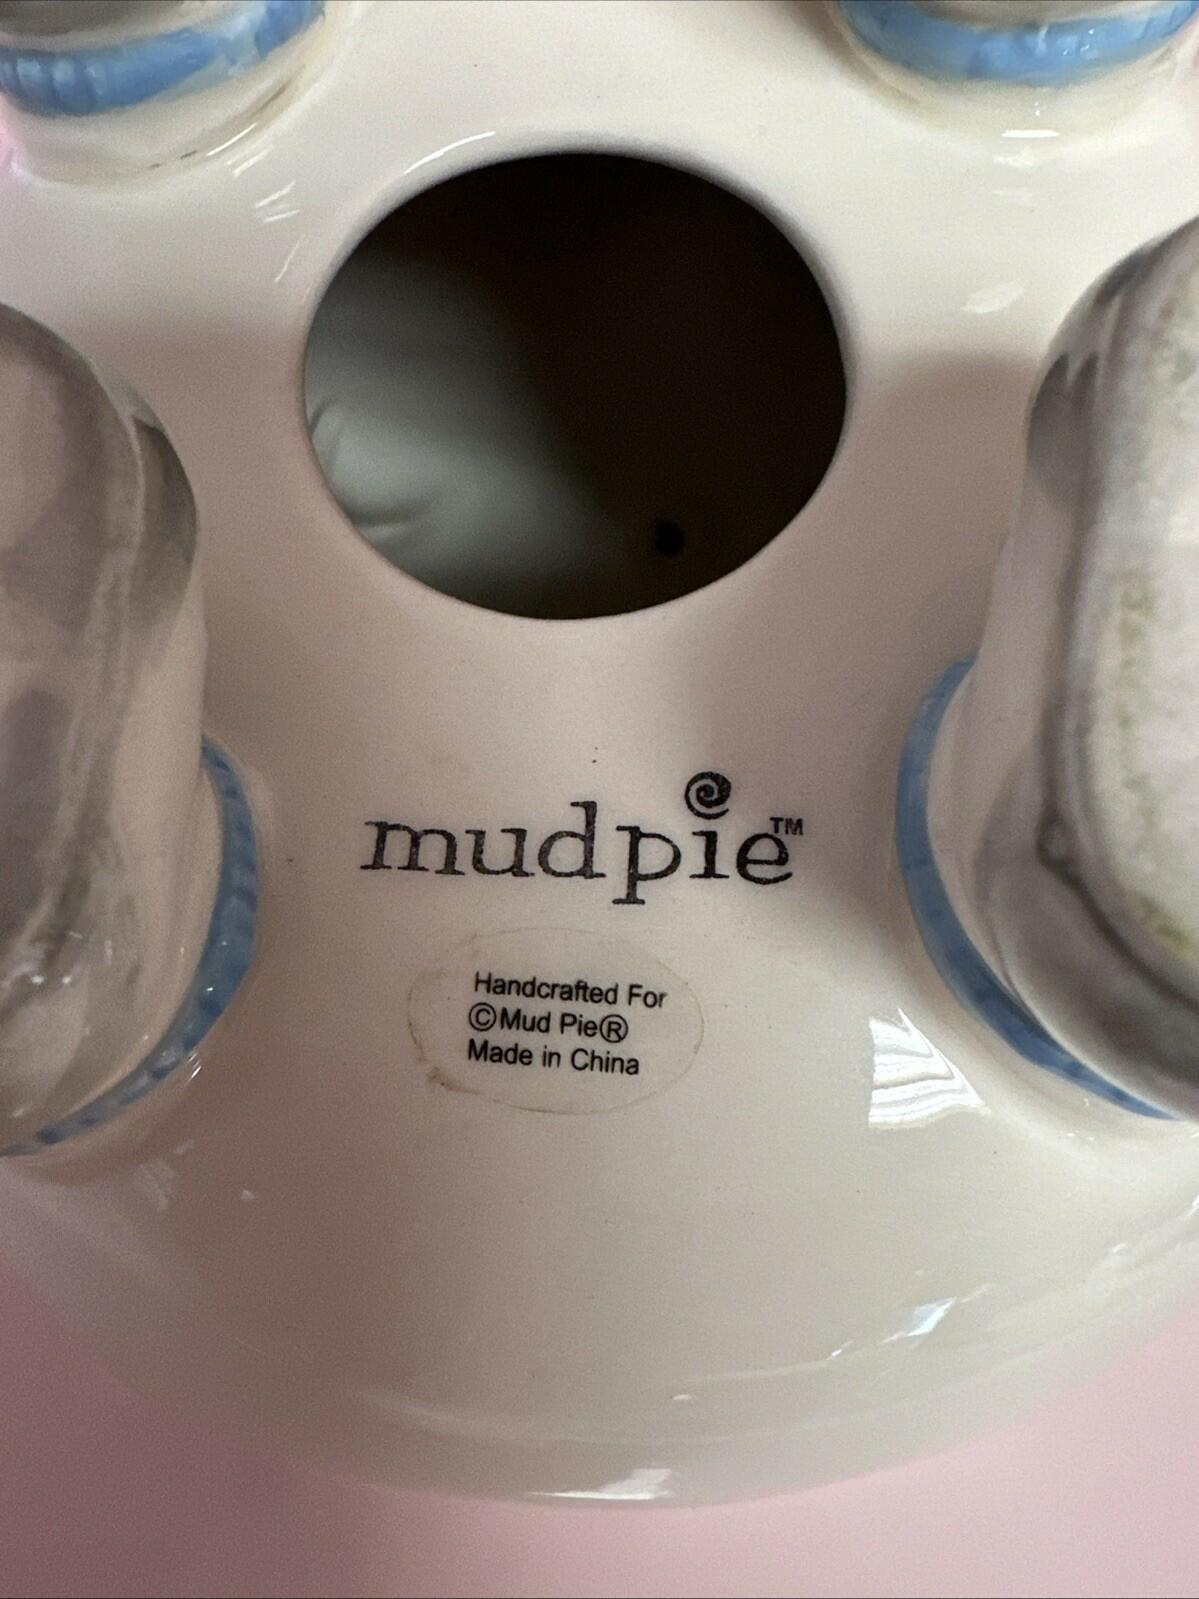 mudpie™
Handcrafted For
©Mud Pie®
Made in China